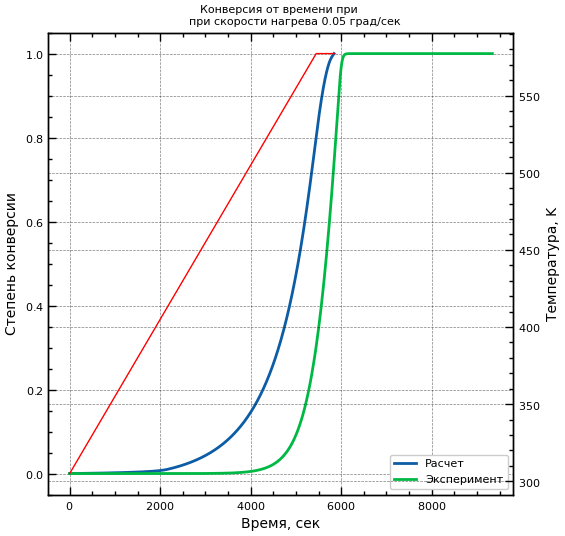 Конверсия от времени при
при скорости нагрева 0.05 град/сек
1.0
0.8
0.6
0.4
0.2
0.0
Степень конверсии
550
500
450
400
350
300
Температура, K
0 2000 4000 6000 8000
Время, сек
Расчет
Эксперимент